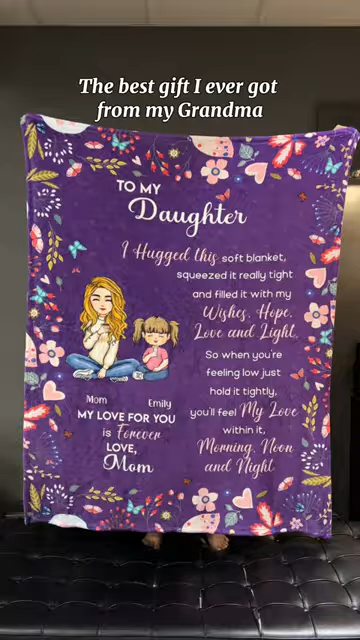 The best gift I ever got
from my Grandma
TO MY
Daughter
I Hugged this soft blanket,
squeezed it really tight
and filled it with my
Wishes, Hope,
Love and Light,
So when you're
feeling low just
hold it tightly,
you'll feel My Love
within it,
Morning, Noon
and Night
Mom Emily
MY LOVE FOR YOU
is Forever
LOVE,
Mom